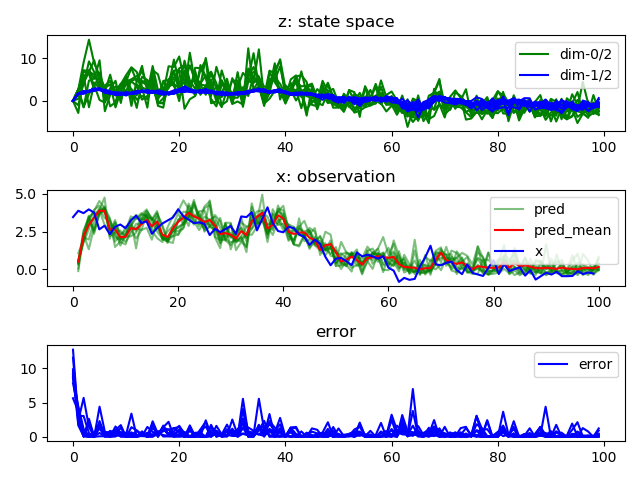 z: state space
10
0
dim-0/2
dim-1/2
0 20 40 60 80 100
x: observation
5.0
2.5
0.0
pred
pred_mean
x
0 20 40 60 80 100
error
10
5
0
error
0 20 40 60 80 100